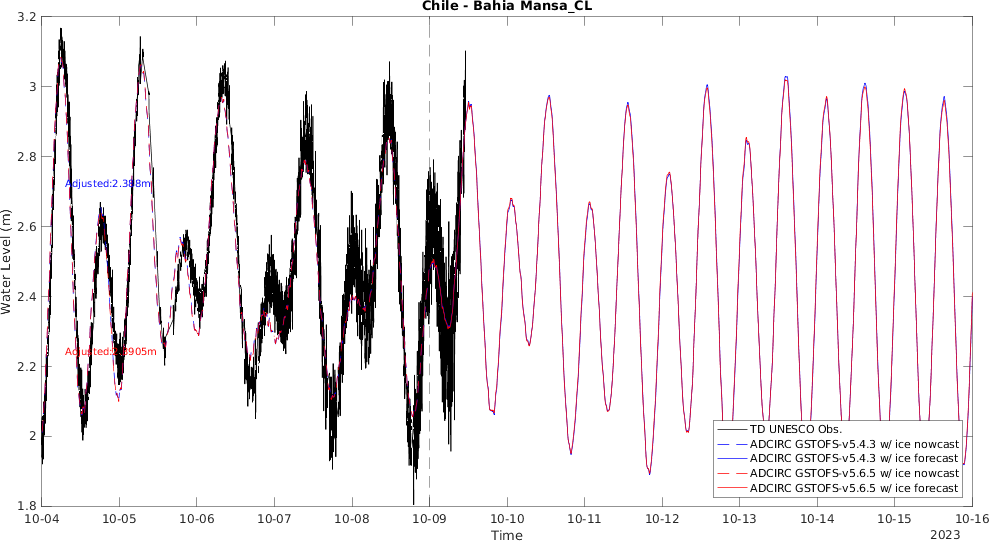 Chile - Bahia Mansa_CL
3.2
3
2.8
2.6
2.4
2.2
2
1.8
Water Level (m)
Adjusted:2.388m
TD UNESCO Obs.
ADCIRC GSTOFS-v5.4.3 w/ ice nowcast
ADCIRC GSTOFS-v5.4.3 w/ ice forecast
ADCIRC GSTOFS-v5.6.5 w/ ice nowcast
ADCIRC GSTOFS-v5.6.5 w/ ice forecast
10-04 10-05 10-06 10-07 10-08 10-09 10-10 10-11 10-12 10-13 10-14 10-15 10-16
Time
2023